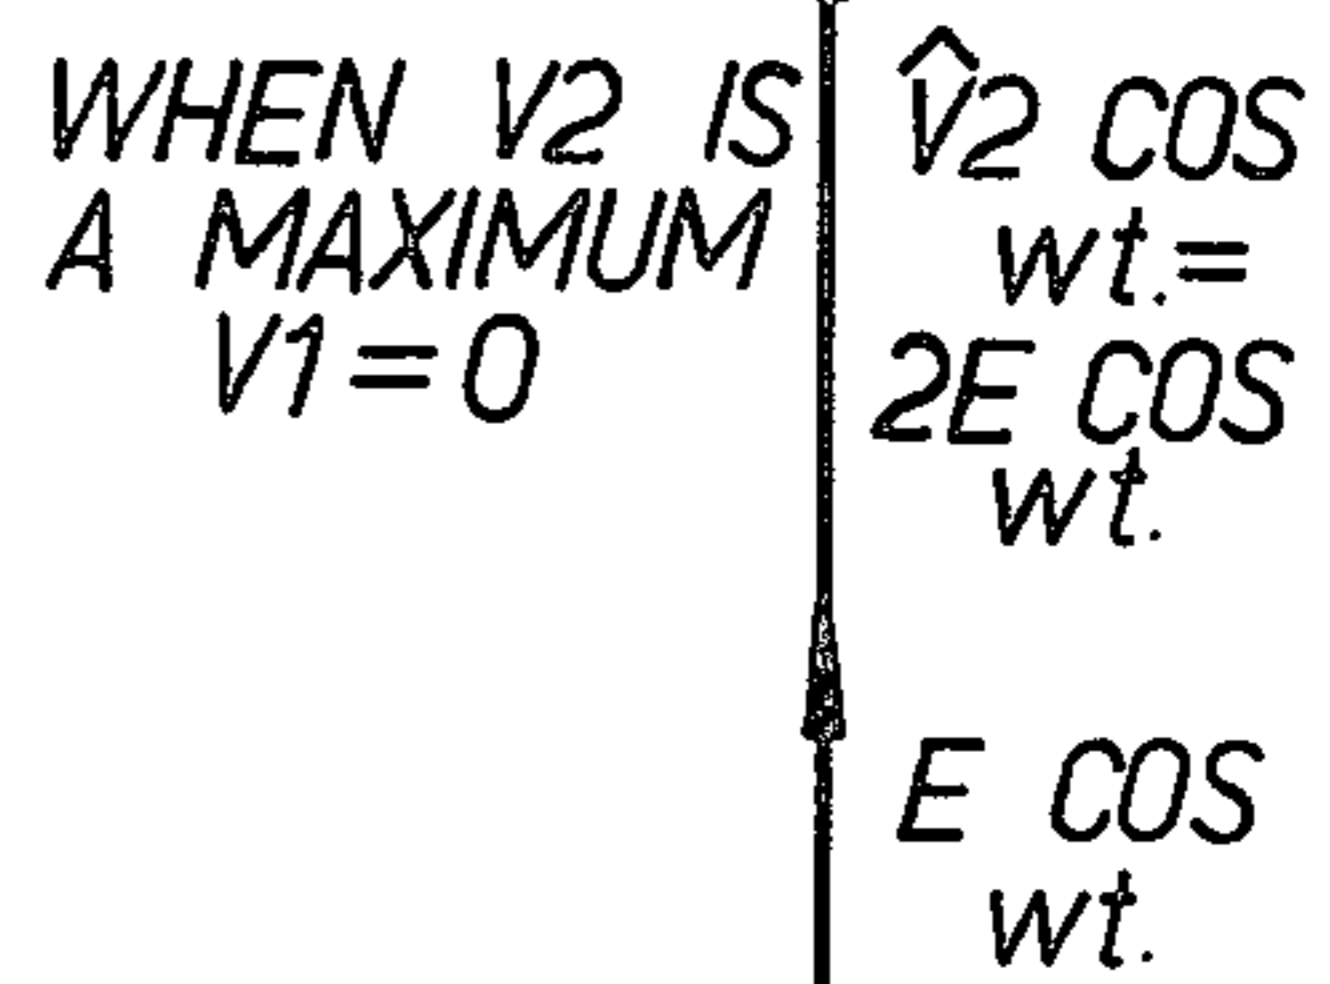 WHEN V2 IS
A MAXIMUM
V1=0
V̂2 COS
wt.=
2E COS
wt.
E COS
wt.